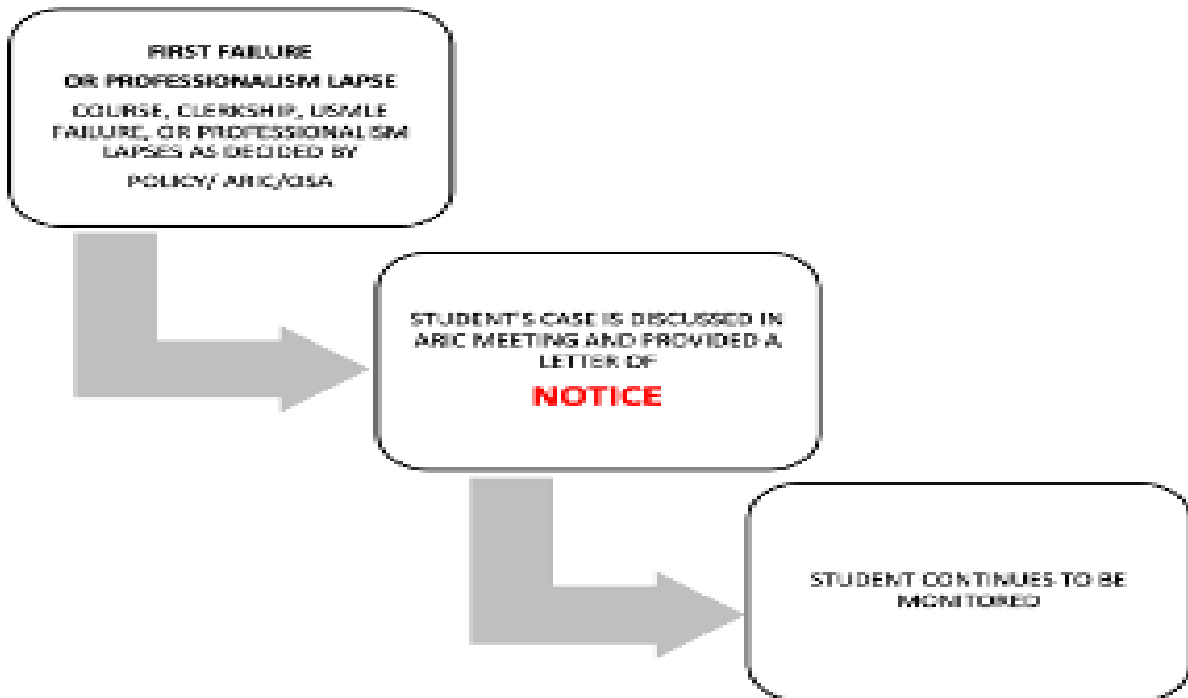 FIRST FAILURE
OR PROFESSIONALISM LAPSE
COURSE, CLERKSHIP, USMLE
FAILURE, OR PROFESSIONALISM
LAPSES AS DECIDED BY
POLICY/ ARIC/OSA
STUDENT'S CASE IS DISCUSSED IN
ARIC MEETING AND PROVIDED A
LETTER OF
NOTICE
STUDENT CONTINUES TO BE
MONITORED